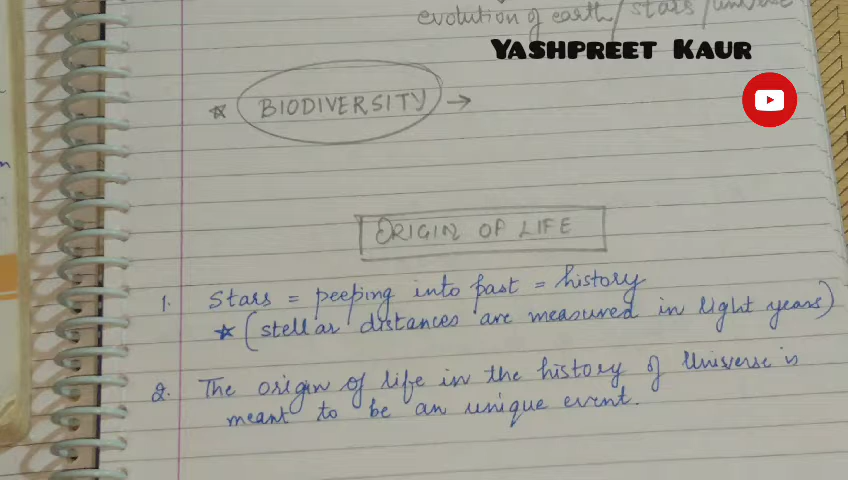 evolution of earth/stars/universe
YASHPREET KAUR
* BIODIVERSITY →
ORIGIN OF LIFE
1. Stars = peeping into past = history
* (stellar distances are measured in light years)
2. The origin of life in the history of Universe is
meant to be an unique event.